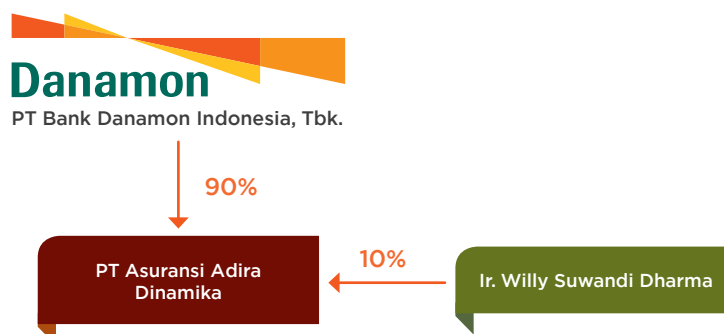 Danamon
PT Bank Danamon Indonesia, Tbk.
90%
PT Asuransi Adira
Dinamika
10%
Ir. Willy Suwandi Dharma